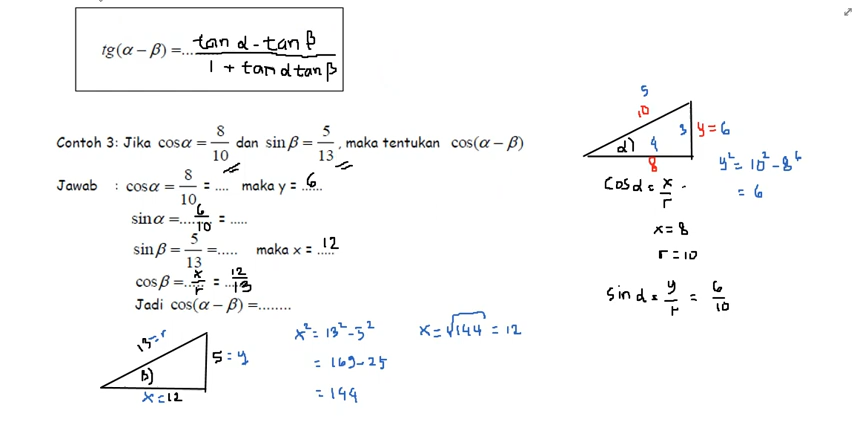 tg(α − β) = ... tan α - tan β / 1 + tan α tan β
Contoh 3: Jika cos α = 8/10 dan sin β = 5/13, maka tentukan cos(α − β)
Jawab : cos α = 8/10 = .... maka y = 6
sin α = .... 6/10 = .....
sin β = 5/13 = ..... maka x = 12
cos β = x/r = 12/13
Jadi cos(α − β) = ........
13 = r
5 = y
β)
x = 12
x² = 13² - 5²
= 169 - 25
= 144
x = √144 = 12
5
10
α)
4
3
y = 6
8
y² = 10² - 8⁶
= 6
cos α = x/r
x = 8
r = 10
sin α = y/r = 6/10